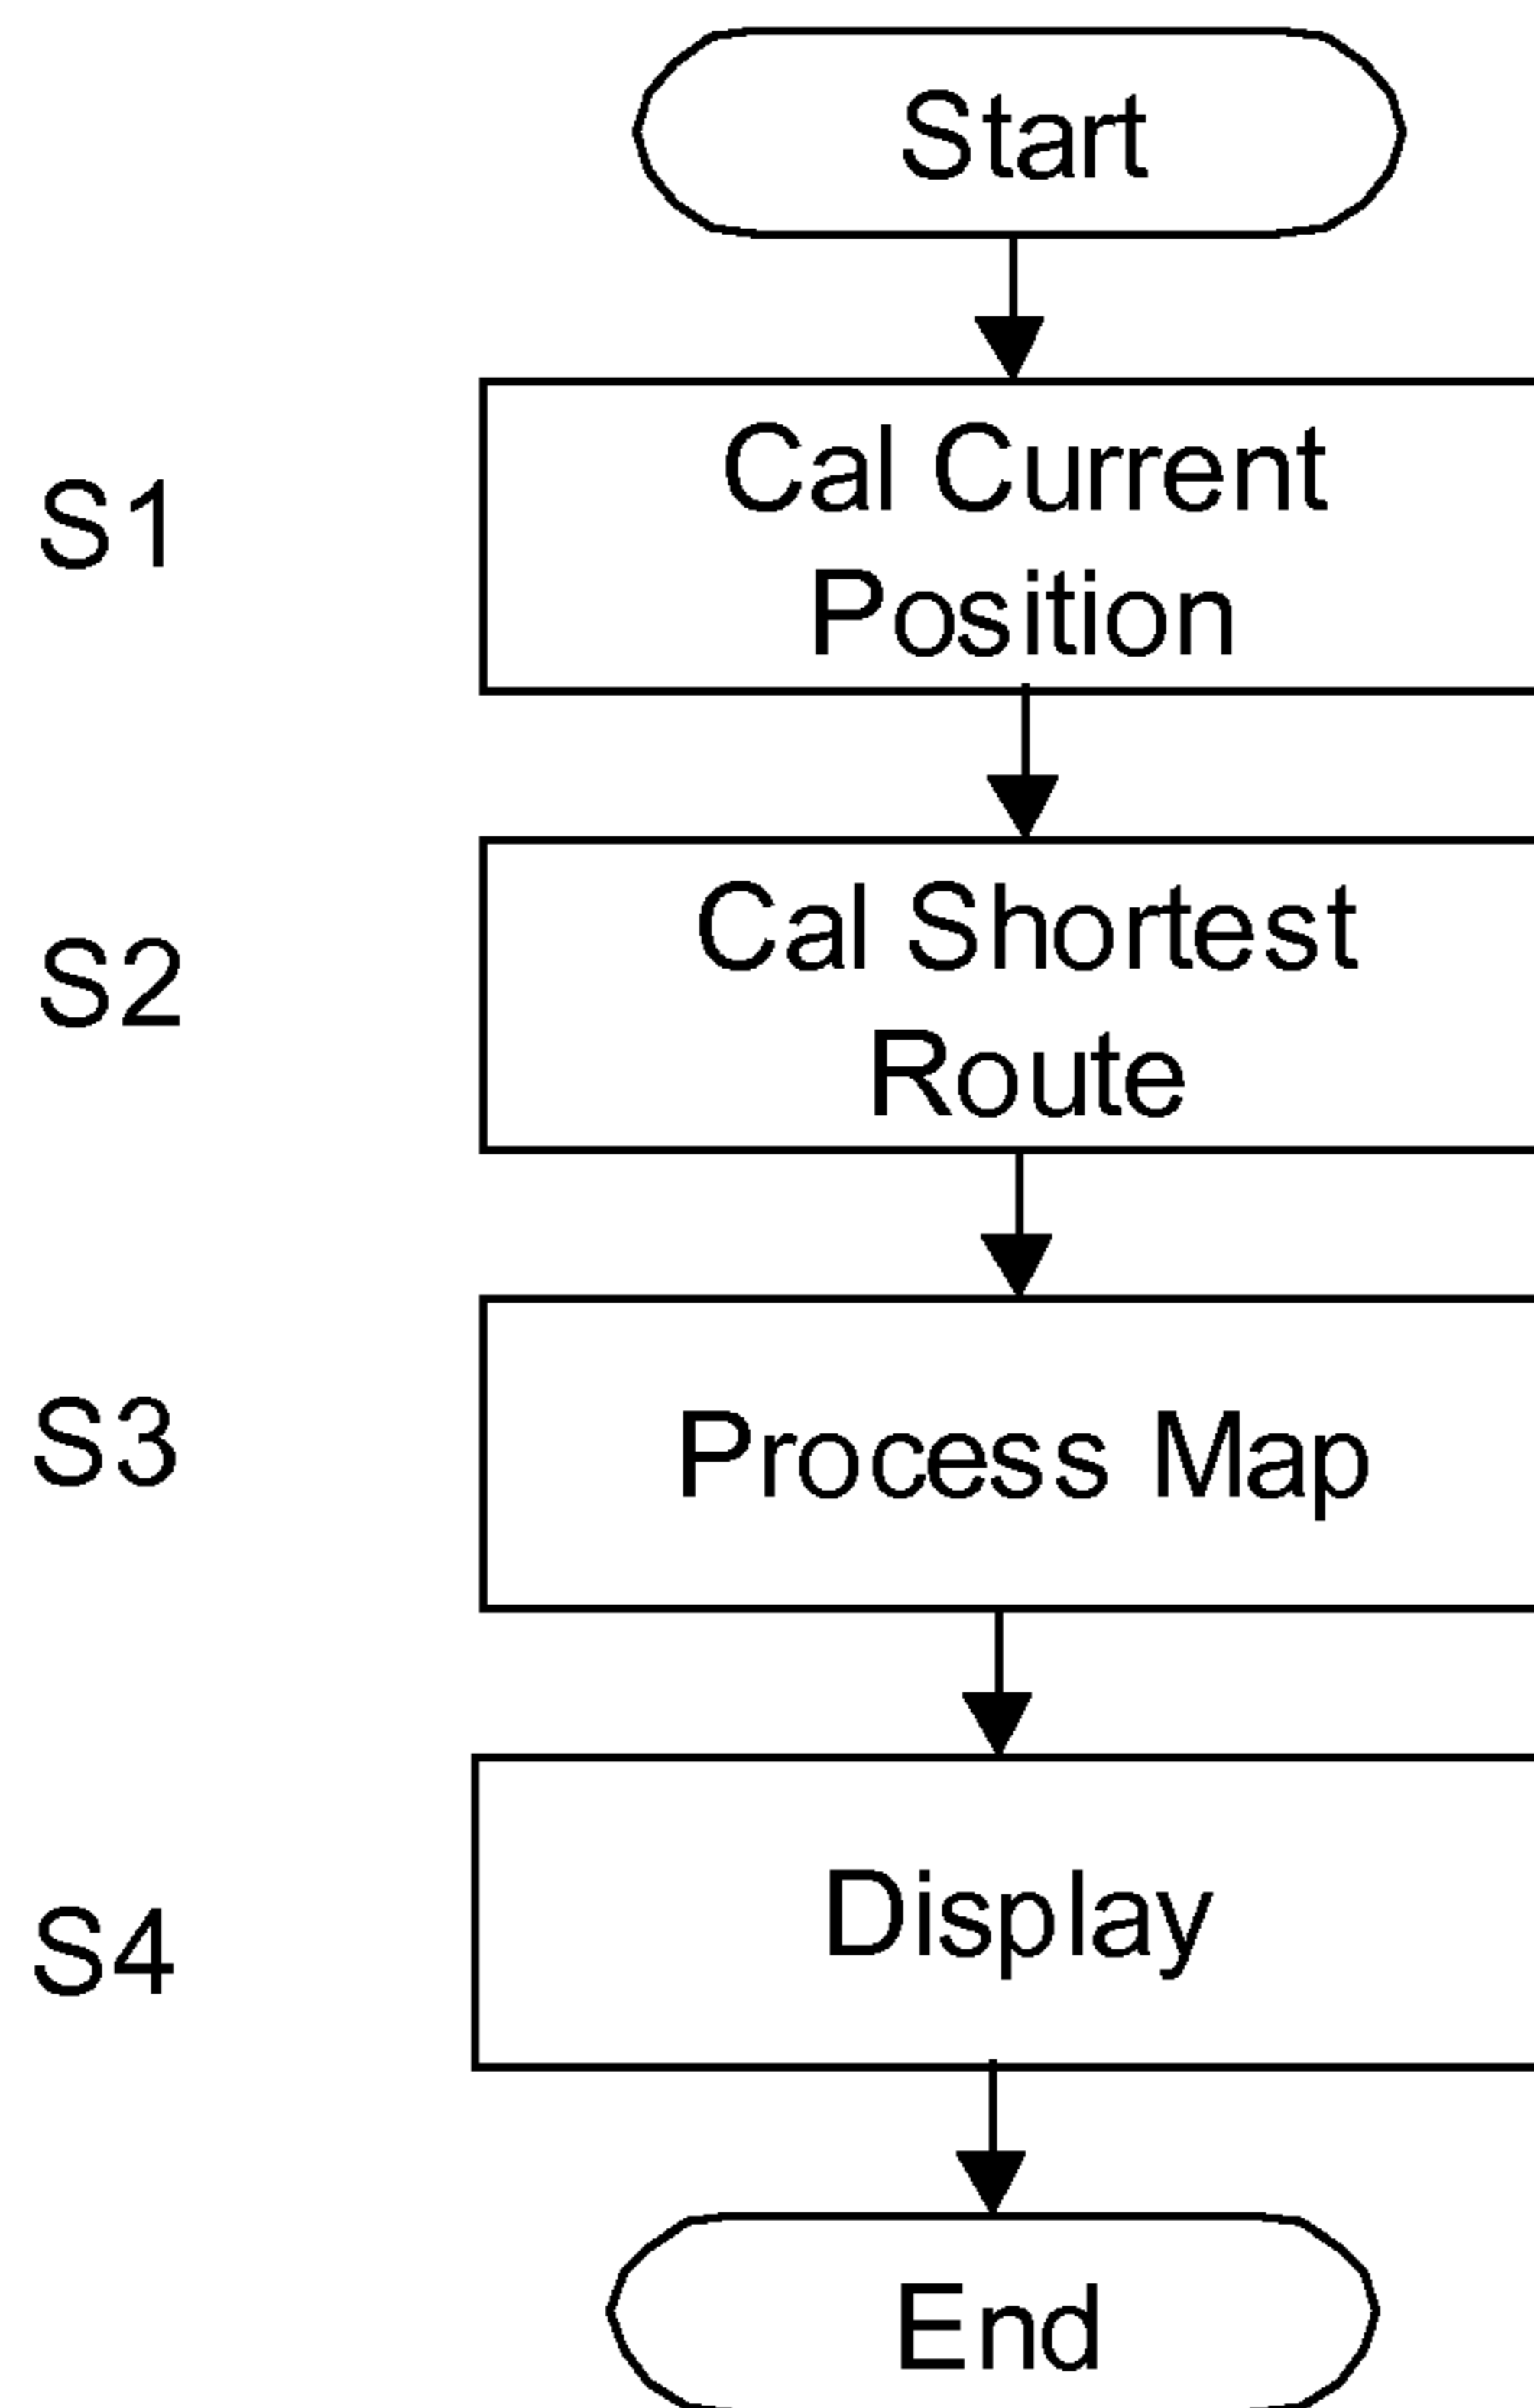 Start
S1
Cal Current
Position
S2
Cal Shortest
Route
S3
Process Map
S4
Display
End